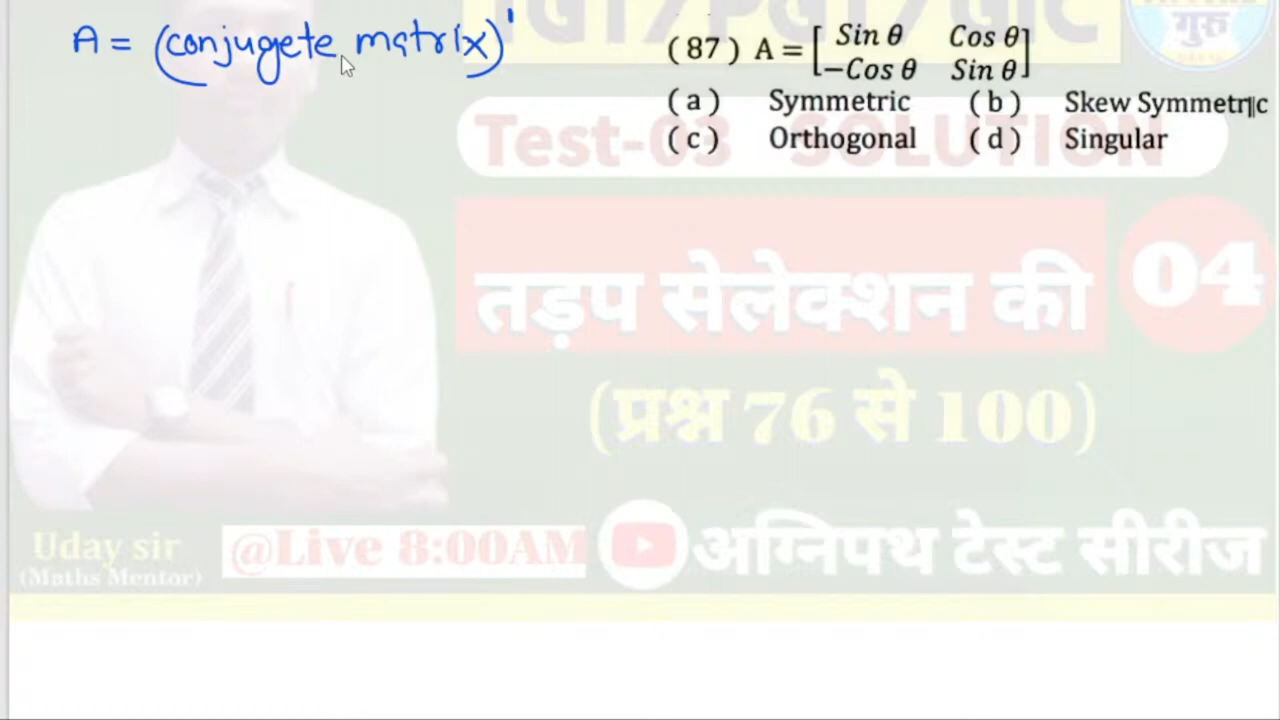 A = (conjugete matrix)'
(87) A = [ Sin θ Cos θ
−Cos θ Sin θ ]
(a) Symmetric (b) Skew Symmetric
(c) Orthogonal (d) Singular
Test-03 SOLUTION
तड़प सेलेक्शन की 04
(प्रश्न 76 से 100)
Uday sir
(Maths Mentor)
@Live 8:00AM
अग्निपथ टेस्ट सीरीज
गुरु